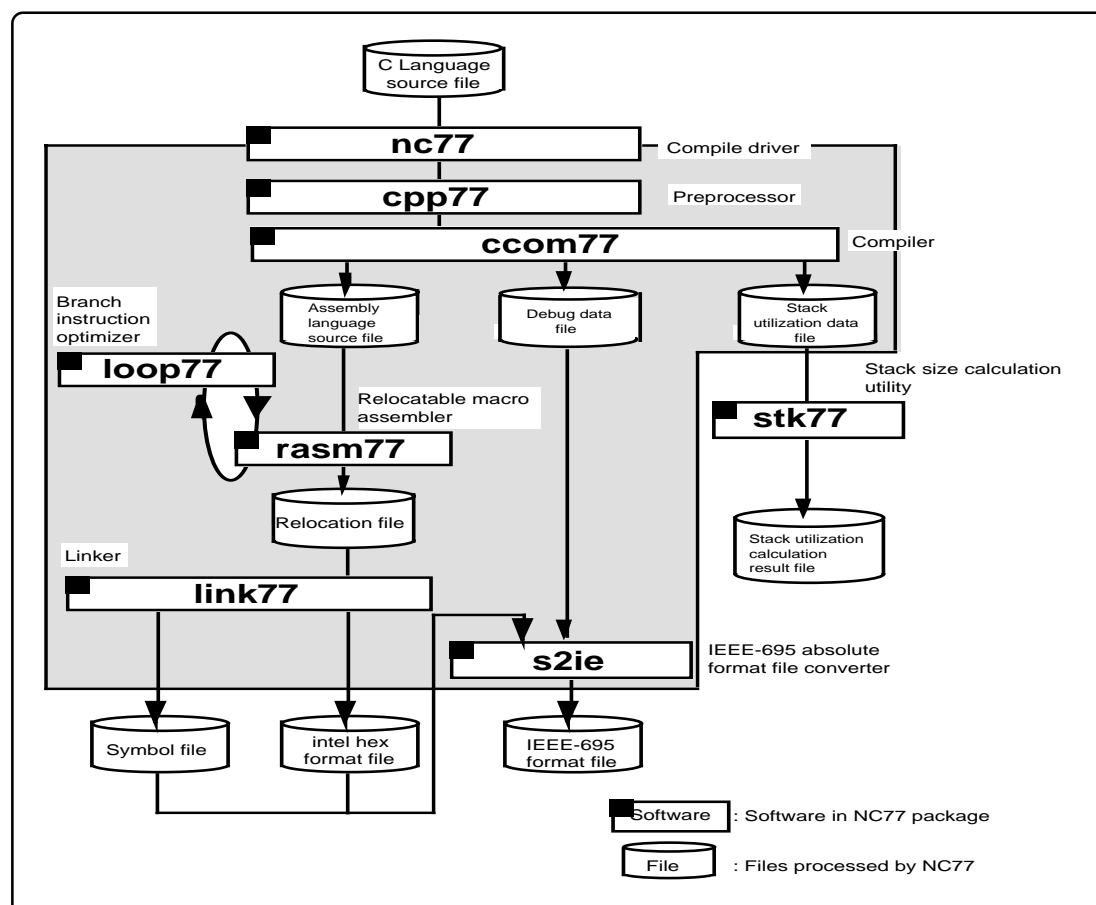 C Language
source file
nc77
Compile driver
cpp77
Preprocessor
ccom77
Compiler
Branch
instruction
optimizer
Assembly
language
source file
Debug data
file
Stack
utilization data
file
loop77
Stack size calculation
utility
Relocatable macro
assembler
stk77
rasm77
Relocation file
Stack utilization
calculation
result file
Linker
link77
s2ie
IEEE-695 absolute
format file converter
Symbol file
intel hex
format file
IEEE-695
format file
Software
: Software in NC77 package
File
: Files processed by NC77